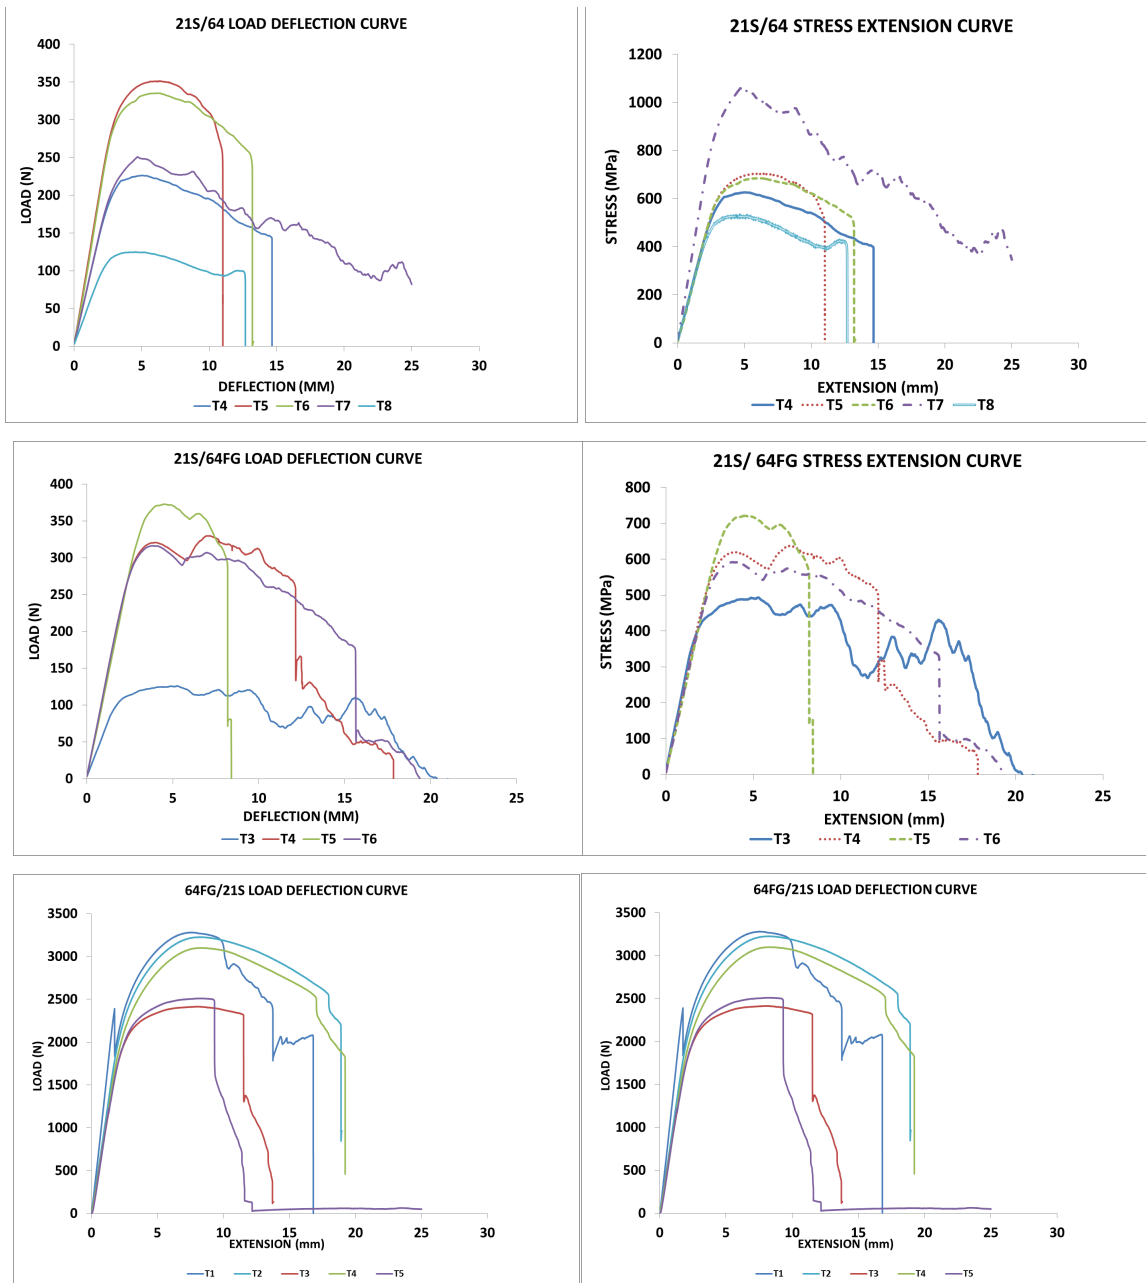 21S/64 LOAD DEFLECTION CURVE
400
350
300
250
200
150
100
50
0
LOAD (N)
0 5 10 15 20 25 30
DEFLECTION (MM)
T4 T5 T6 T7 T8
21S/64 STRESS EXTENSION CURVE
1200
1000
800
600
400
200
0
STRESS (MPa)
0 5 10 15 20 25 30
EXTENSION (mm)
T4 T5 T6 T7 T8
21S/64FG LOAD DEFLECTION CURVE
400
350
300
250
200
150
100
50
0
LOAD (N)
0 5 10 15 20 25
DEFLECTION (MM)
T3 T4 T5 T6
21S/ 64FG STRESS EXTENSION CURVE
800
700
600
500
400
300
200
100
0
STRESS (MPa)
0 5 10 15 20 25
EXTENSION (mm)
T3 T4 T5 T6
64FG/21S LOAD DEFLECTION CURVE
3500
3000
2500
2000
1500
1000
500
0
LOAD (N)
0 5 10 15 20 25 30
EXTENSION (mm)
T1 T2 T3 T4 T5
64FG/21S LOAD DEFLECTION CURVE
3500
3000
2500
2000
1500
1000
500
0
LOAD (N)
0 5 10 15 20 25 30
EXTENSION (mm)
T1 T2 T3 T4 T5